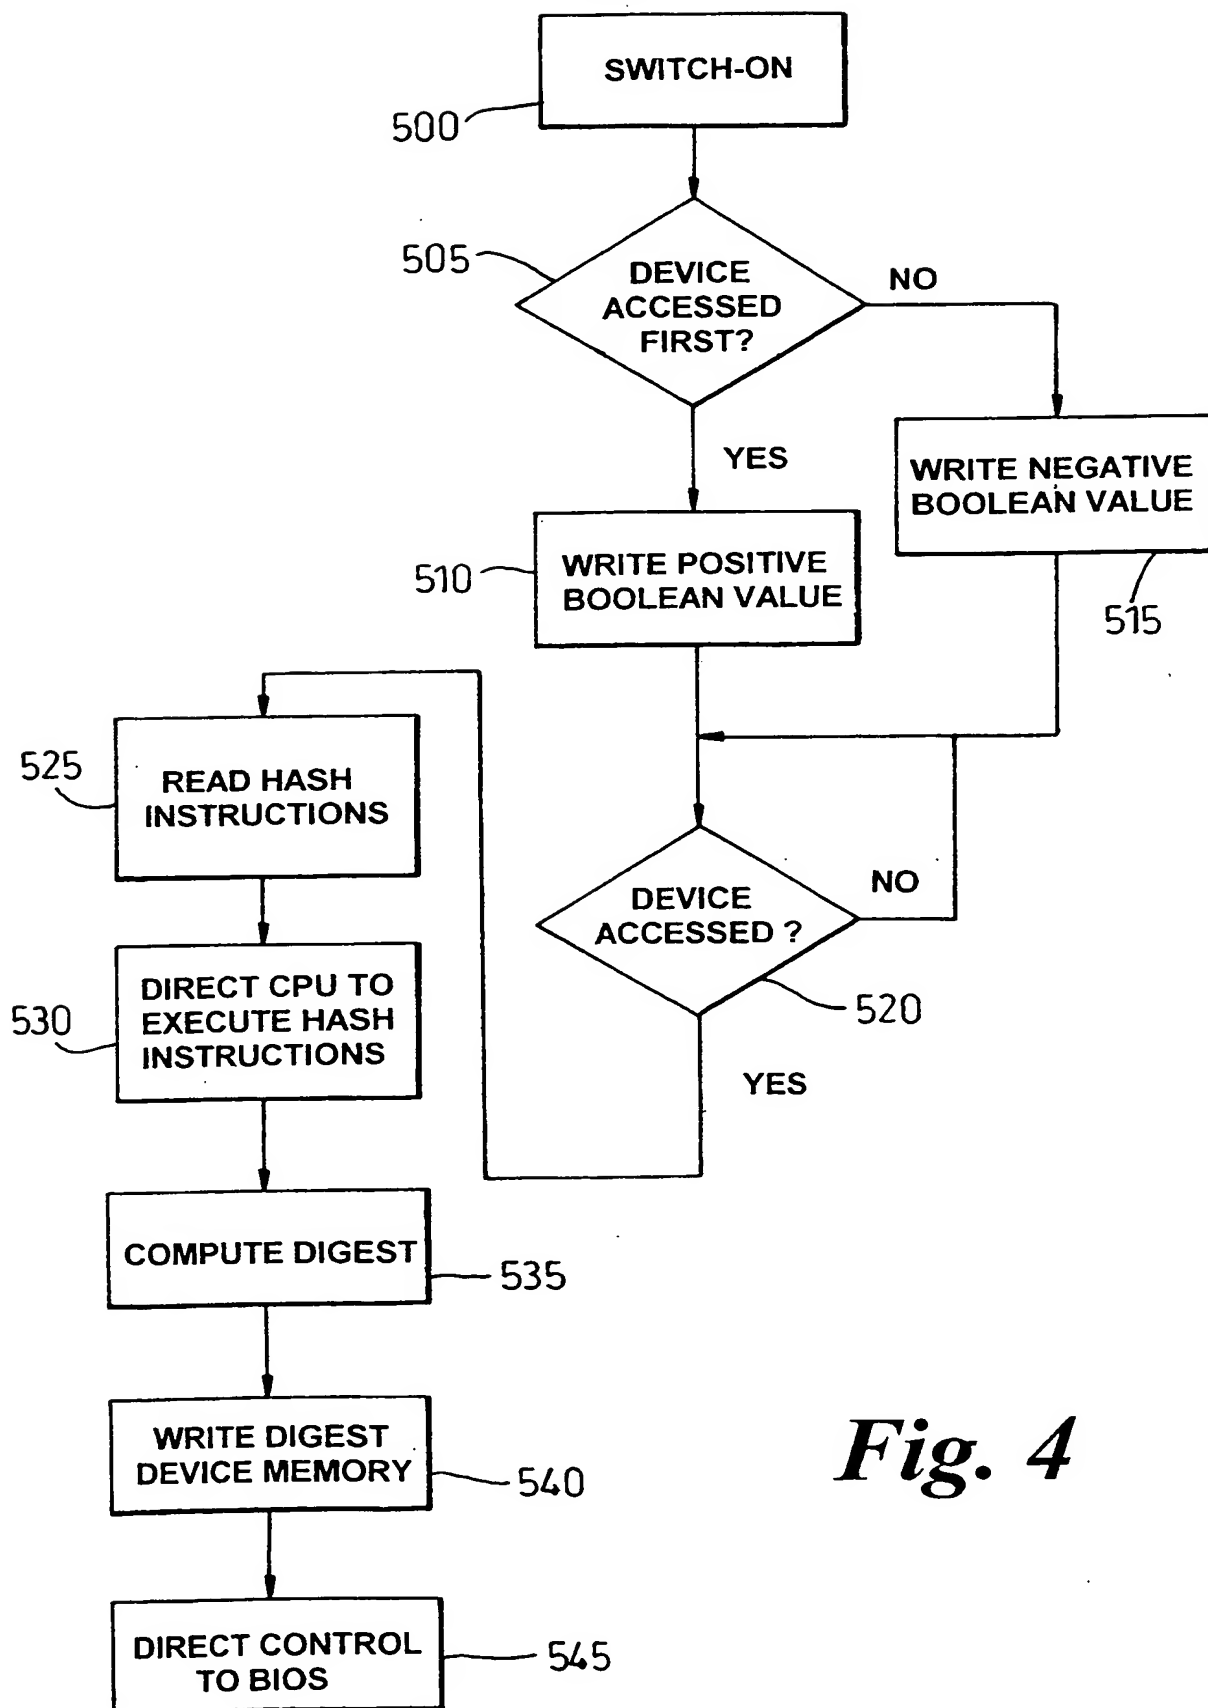 SWITCH-ON
500
505
DEVICE
ACCESSED
FIRST?
NO
YES
WRITE NEGATIVE
BOOLEAN VALUE
515
510
WRITE POSITIVE
BOOLEAN VALUE
525
READ HASH
INSTRUCTIONS
DEVICE
ACCESSED ?
NO
520
YES
530
DIRECT CPU TO
EXECUTE HASH
INSTRUCTIONS
COMPUTE DIGEST
535
WRITE DIGEST
DEVICE MEMORY
540
DIRECT CONTROL
TO BIOS
545
Fig. 4